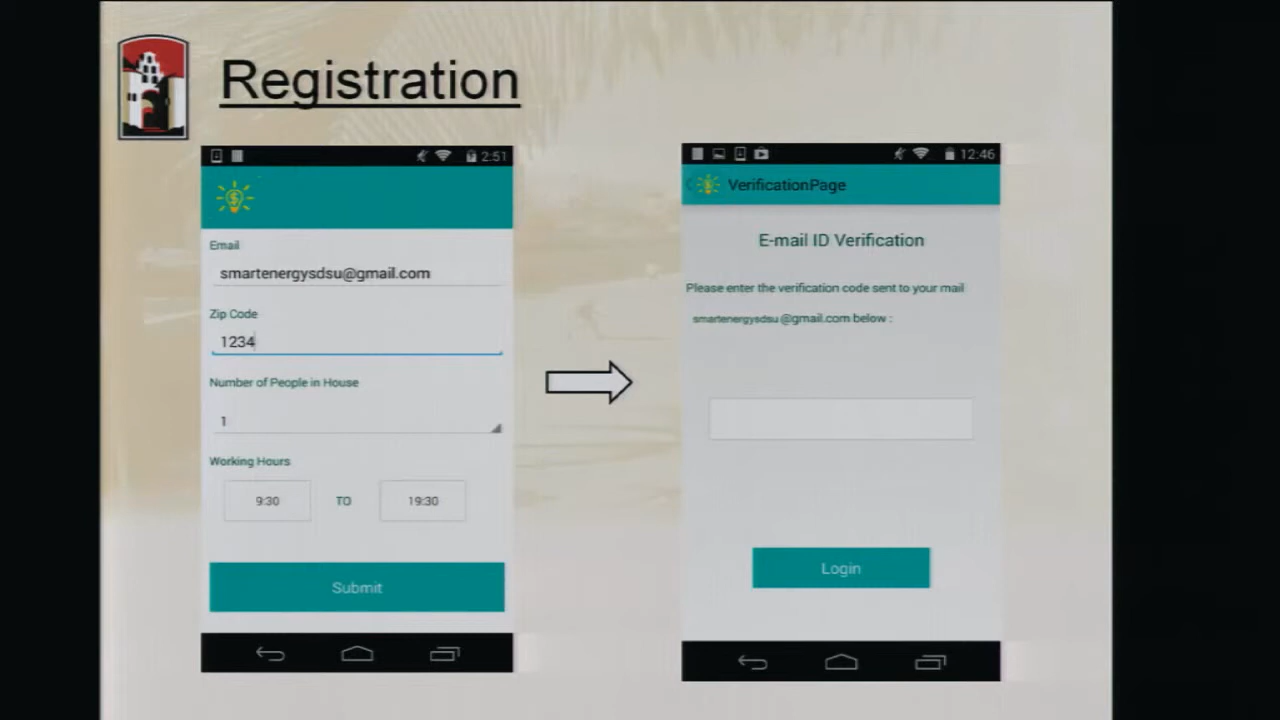 Registration
2:51
Email
smartenergysdsu@gmail.com
Zip Code
1234
Number of People in House
1
Working Hours
9:30 TO 19:30
Submit
12:46
VerificationPage
E-mail ID Verification
Please enter the verification code sent to your mail
smartenergysdsu @gmail.com below :
Login